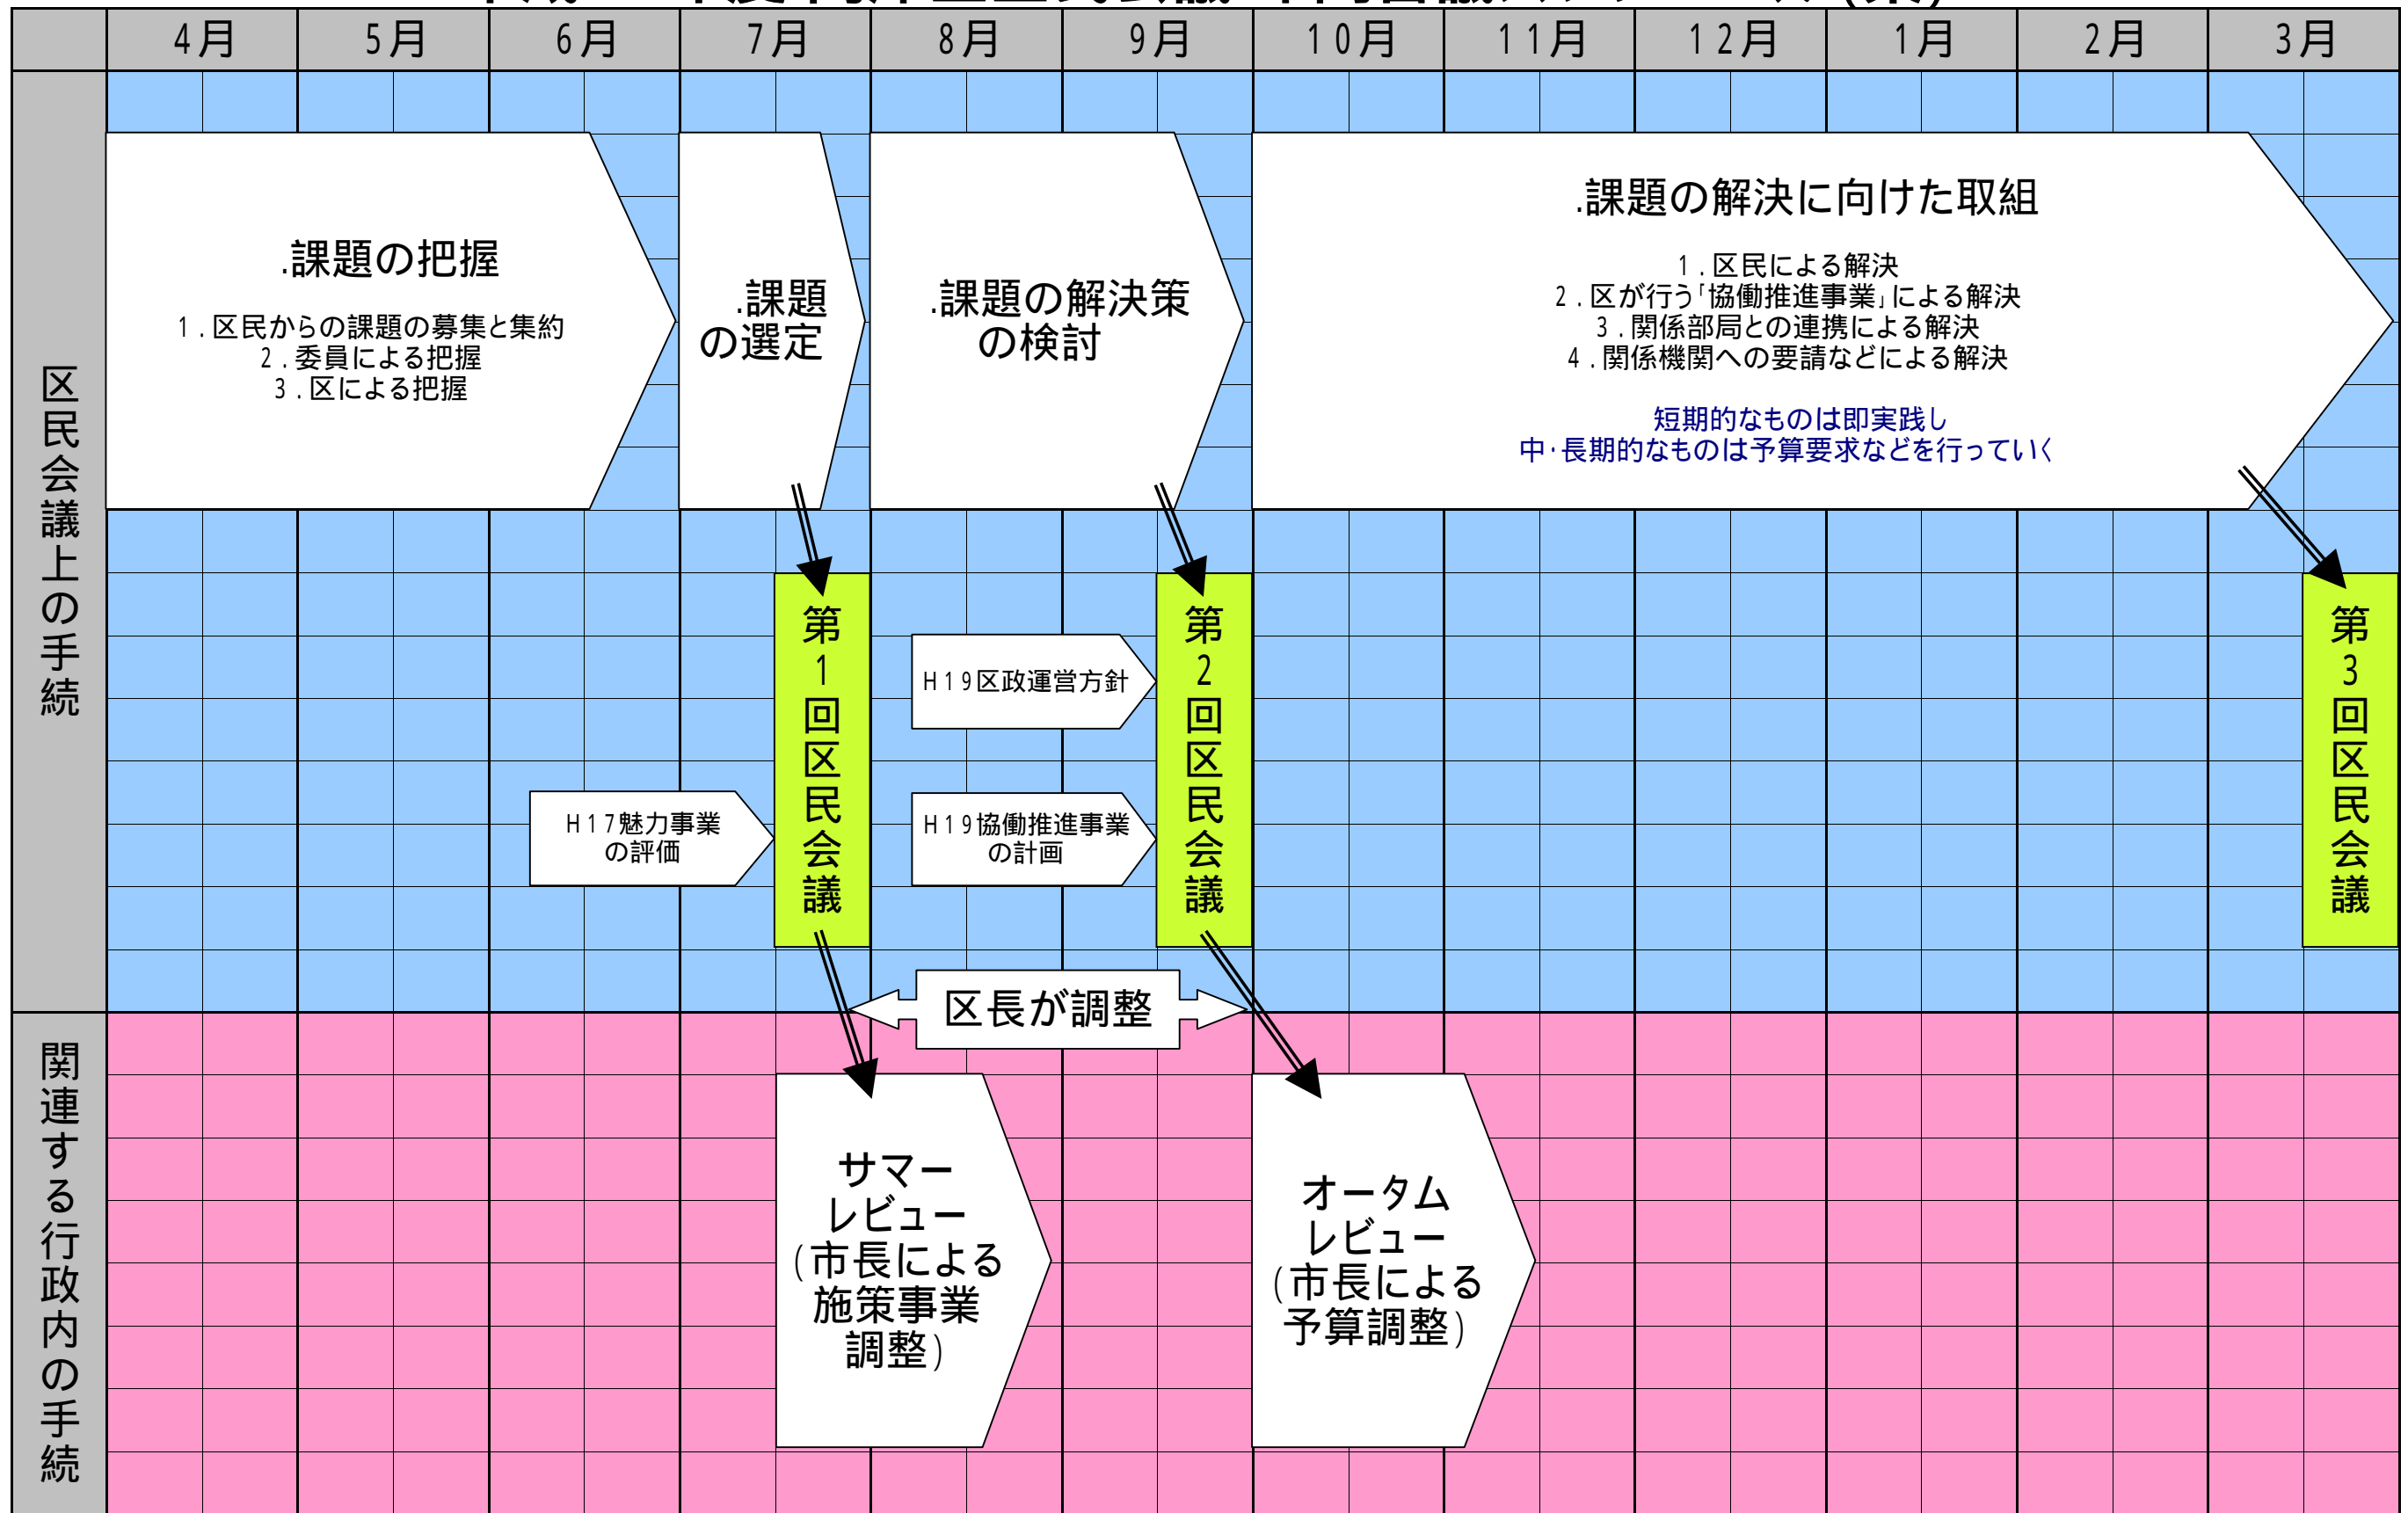 4月 5月 6月 7月 8月 9月 10月 11月 12月 1月 2月 3月
区民会議上の手続
.課題の把握
1.区民からの課題の募集と集約
2.委員による把握
3.区による把握
.課題
の選定
.課題の解決策
の検討
.課題の解決に向けた取組
1.区民による解決
2.区が行う「協働推進事業」による解決
3.関係部局との連携による解決
4.関係機関への要請などによる解決
短期的なものは即実践し
中・長期的なものは予算要求などを行っていく
第1回区民会議
第2回区民会議
第3回区民会議
H19区政運営方針
H17魅力事業
の評価
H19協働推進事業
の計画
区長が調整
関連する行政内の手続
サマー
レビュー
(市長による
施策事業
調整)
オータム
レビュー
(市長による
予算調整)